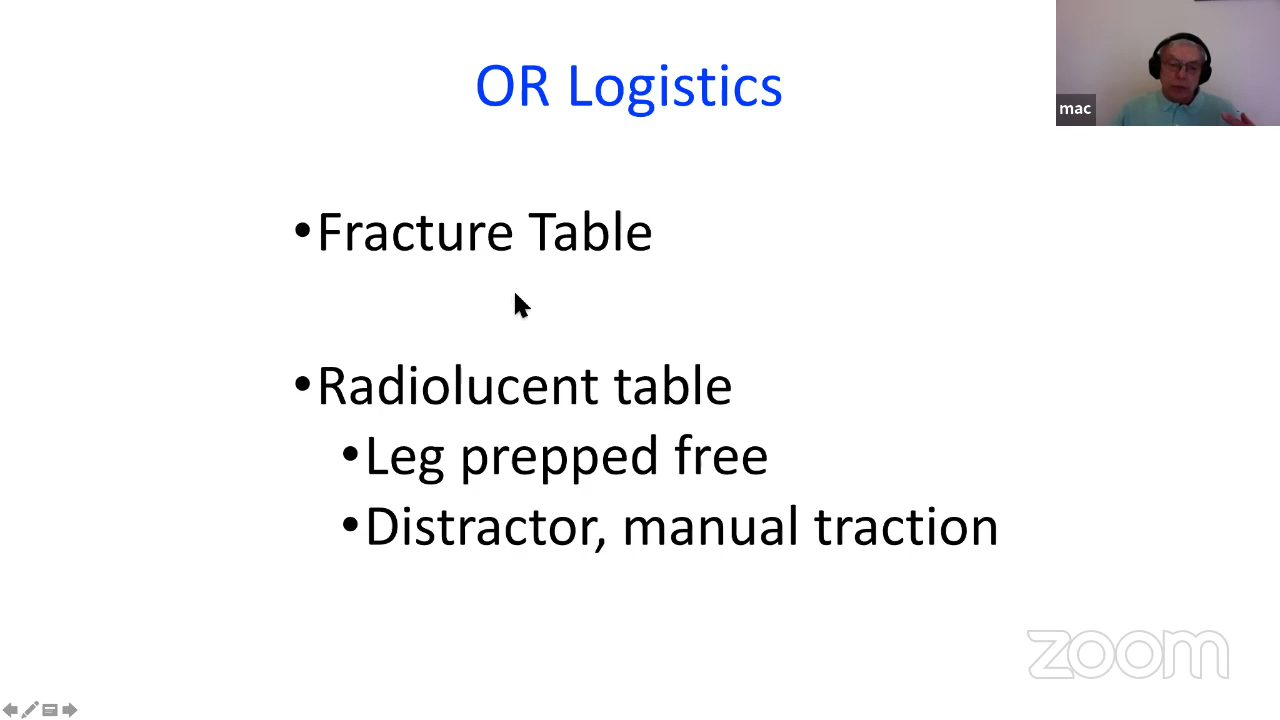 OR Logistics
mac
•Fracture Table
•Radiolucent table
•Leg prepped free
•Distractor, manual traction
zoom